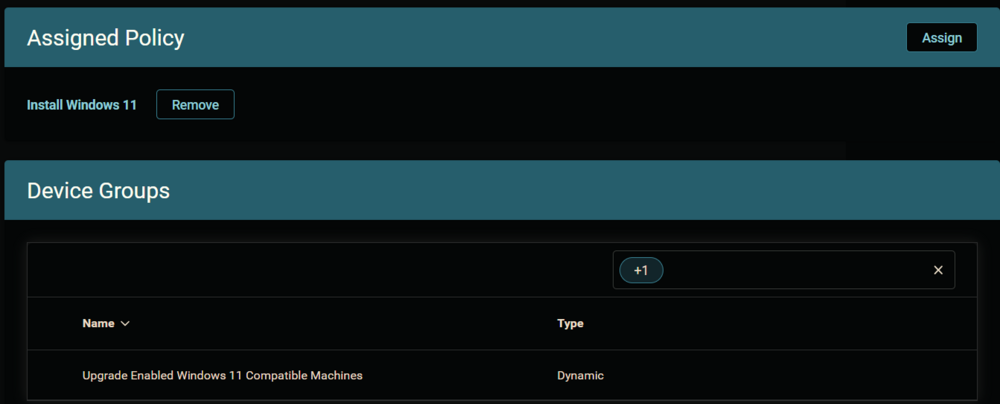 Assigned Policy
Assign
Install Windows 11
Remove
Device Groups
+1
Name
Type
Upgrade Enabled Windows 11 Compatible Machines
Dynamic